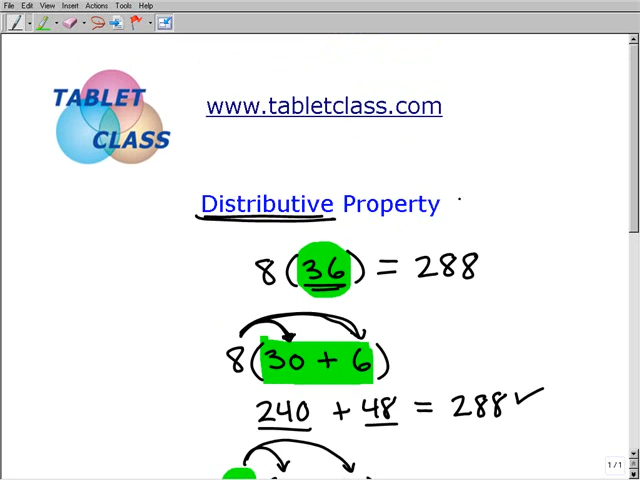 File Edit View Insert Actions Tools Help
TABLET
CLASS
www.tabletclass.com
Distributive Property
8(36) = 288
8(30 + 6)
240 + 48 = 288✓
1/1